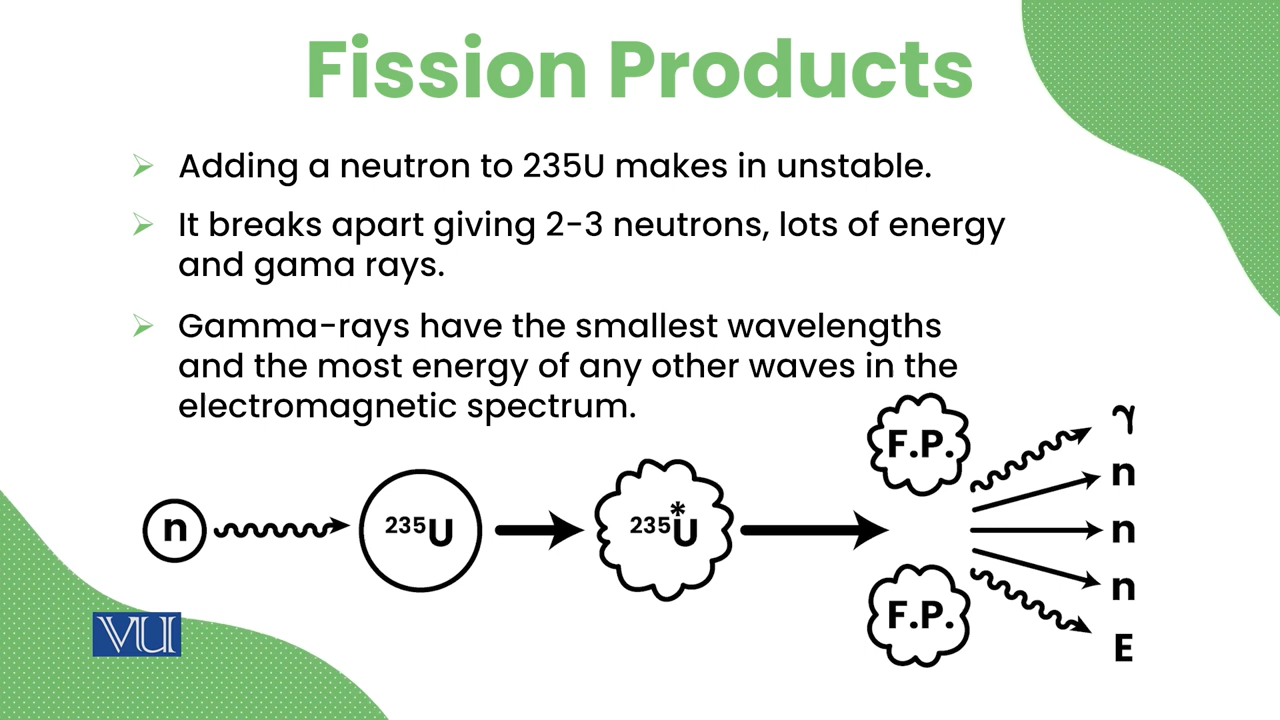 Fission Products
Adding a neutron to 235U makes in unstable.
It breaks apart giving 2-3 neutrons, lots of energy
and gama rays.
Gamma-rays have the smallest wavelengths
and the most energy of any other waves in the
electromagnetic spectrum.
n
²³⁵U
²³⁵U*
F.P.
F.P.
γ
n
n
n
E
VU